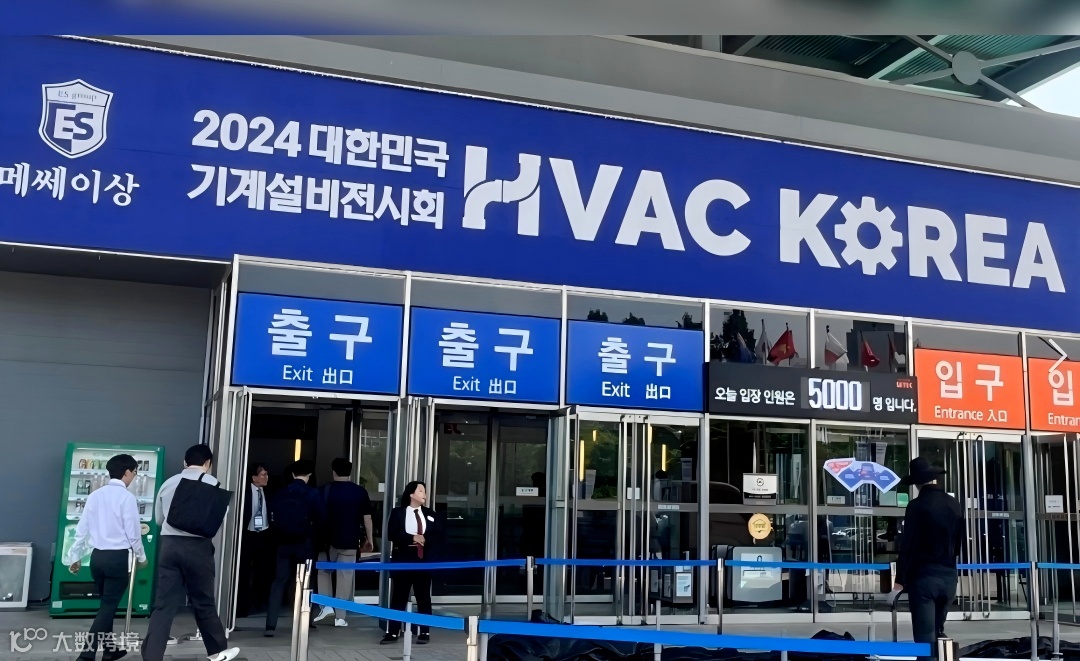 ES group
ES
메쎄이상
2024 대한민국
기계설비전시회
HVAC KOREA
출구
Exit 出口
출구
Exit 出口
출구
Exit 出口
오늘 입장 인원은 5000 명 입니다.
입구
Entrance 入口
입
Entran
大数跨境